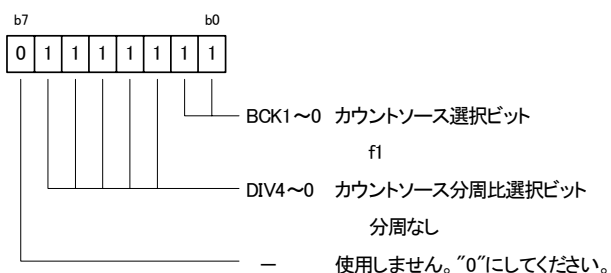 b7 b0
0 1 1 1 1 1 1 1
BCK1～0 カウントソース選択ビット
f1
DIV4～0 カウントソース分周比選択ビット
分周なし
－ 使用しません。"0"にしてください。